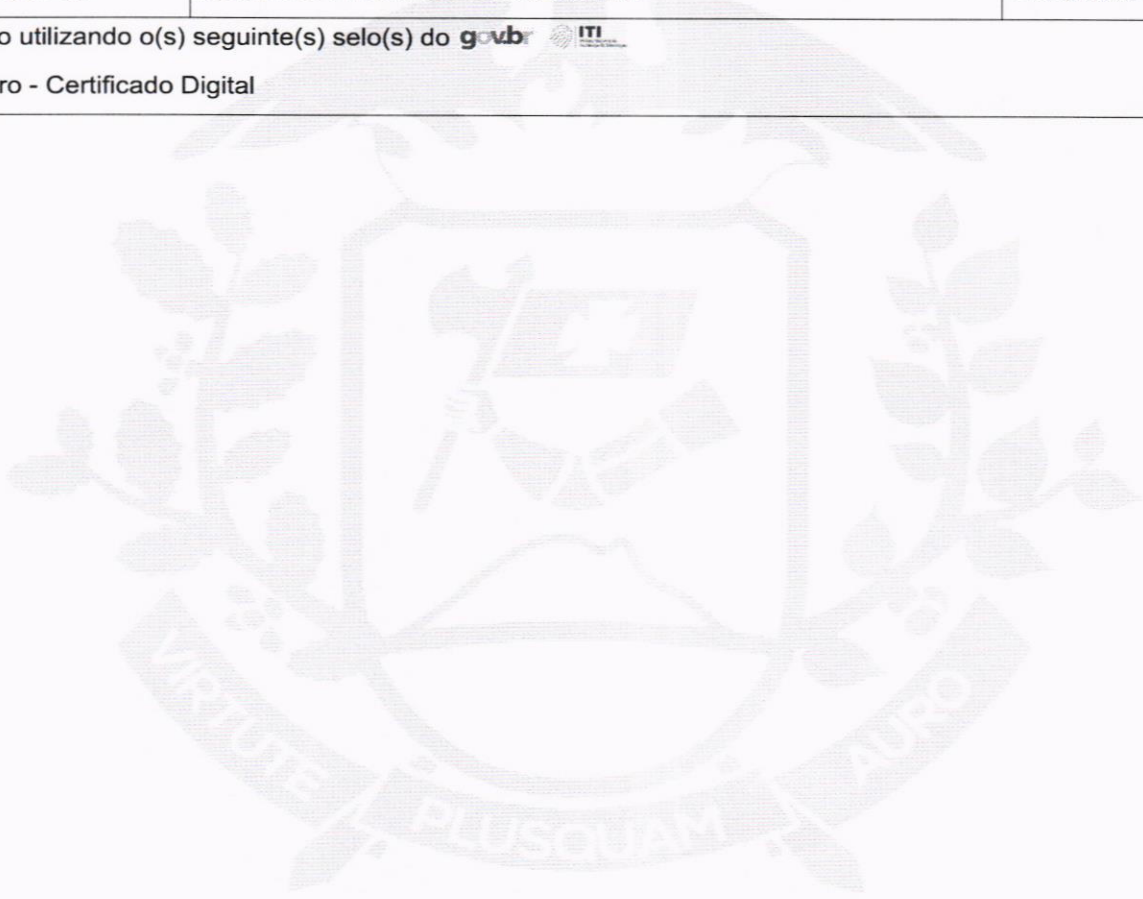 o utilizando o(s) seguinte(s) selo(s) do gov.br ITI
ro - Certificado Digital
VIRTUTE PLUSQUAM AURO